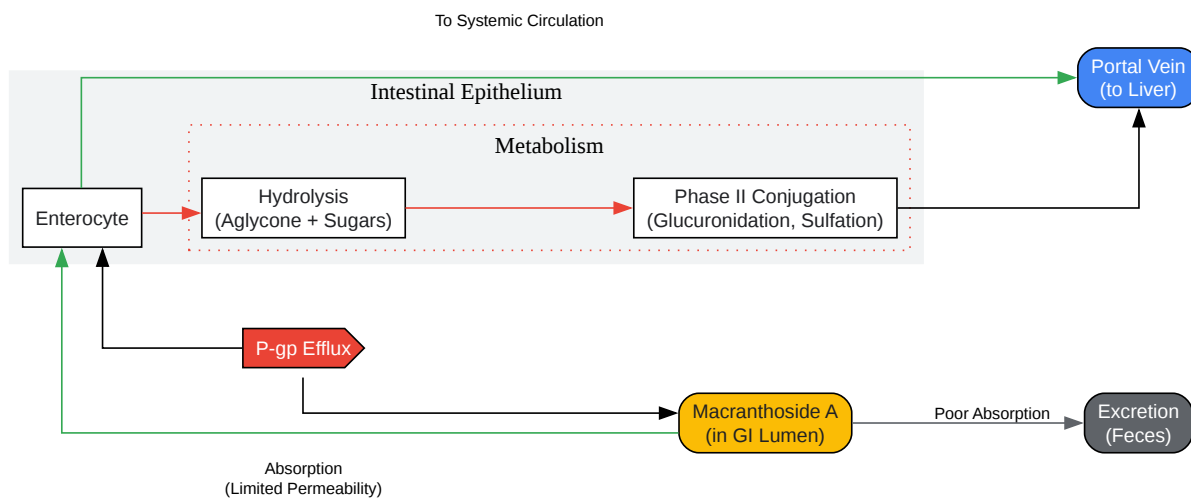 To Systemic Circulation
Portal Vein
(to Liver)
Intestinal Epithelium
Metabolism
Enterocyte
Hydrolysis
(Aglycone + Sugars)
Phase II Conjugation
(Glucuronidation, Sulfation)
P-gp Efflux
Macranthoside A
(in GI Lumen)
Poor Absorption
Excretion
(Feces)
Absorption
(Limited Permeability)